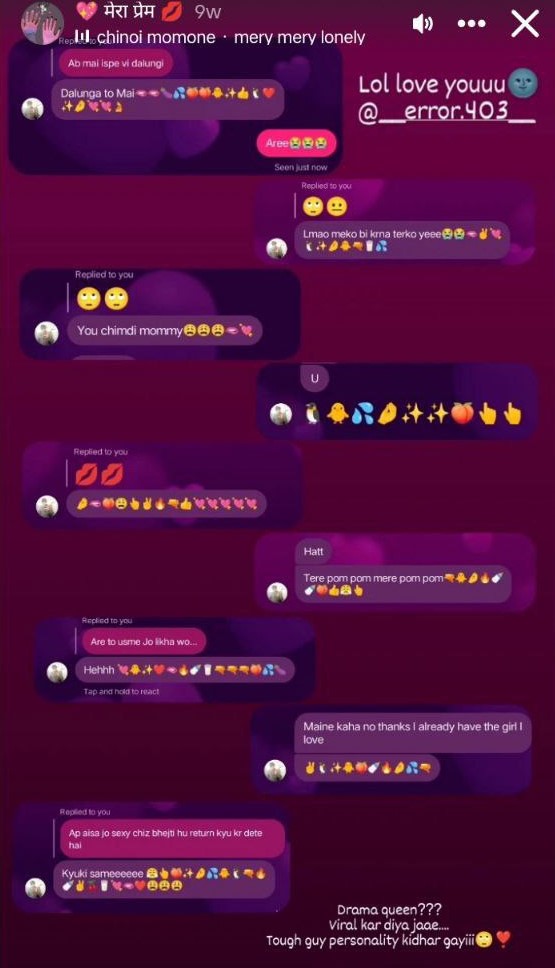 💖 मेरा प्रेम 💋 9w
chinoi momone · mery mery lonely
Replied to you
Ab mai ispe vi dalungi
Dalunga to Mai🫦🫦🍆💦🍑🍑🐥✨👍🐧❤️
✨🤌💘💘👌
Aree😭😭😭
Seen just now
Lol love youuu🌚
@__error.403__
Replied to you
🙄😐
Lmao meko bi krna terko yeee😭😭🫦✌️💘
🐧✨🤌🐥🔫🥛💦
Replied to you
🙄🙄
You chimdi mommy😩😩😩🫦💘
U
🐧🐥💦🤌✨✨🍑👆👆
Replied to you
💋💋
🤌🫦🍑😩👆✌️🔥🔫👍💘💘💘💘💘
Hatt
Tere pom pom mere pom pom🔫🐥🤌🔥🍼
🍼🍑👍😤👆
Replied to you
Are to usme Jo likha wo...
Hehhh 💘🐥✨❤️🫦🔥🍼🥛🔫🔫🔫🍑💦🍆
Tap and hold to react
Maine kaha no thanks I already have the girl I
love
✌️🐧✨🐥🍑🍼🔥🤌💦🔫
Replied to you
Ap aisa jo sexy chiz bhejti hu return kyu kr dete
hai
Kyuki sameeeeee 😤👆🍑✨🤌💦🐥🐧🔫🔥
🍼✌️🍒🥛💘🫦❤️😩😩😩
Drama queen???
Viral kar diya jaae....
Tough guy personality kidhar gayiii🙄❣️